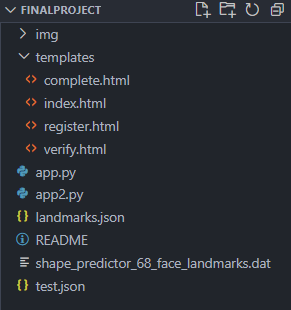 FINALPROJECT
img
templates
complete.html
index.html
register.html
verify.html
app.py
app2.py
landmarks.json
README
shape_predictor_68_face_landmarks.dat
test.json